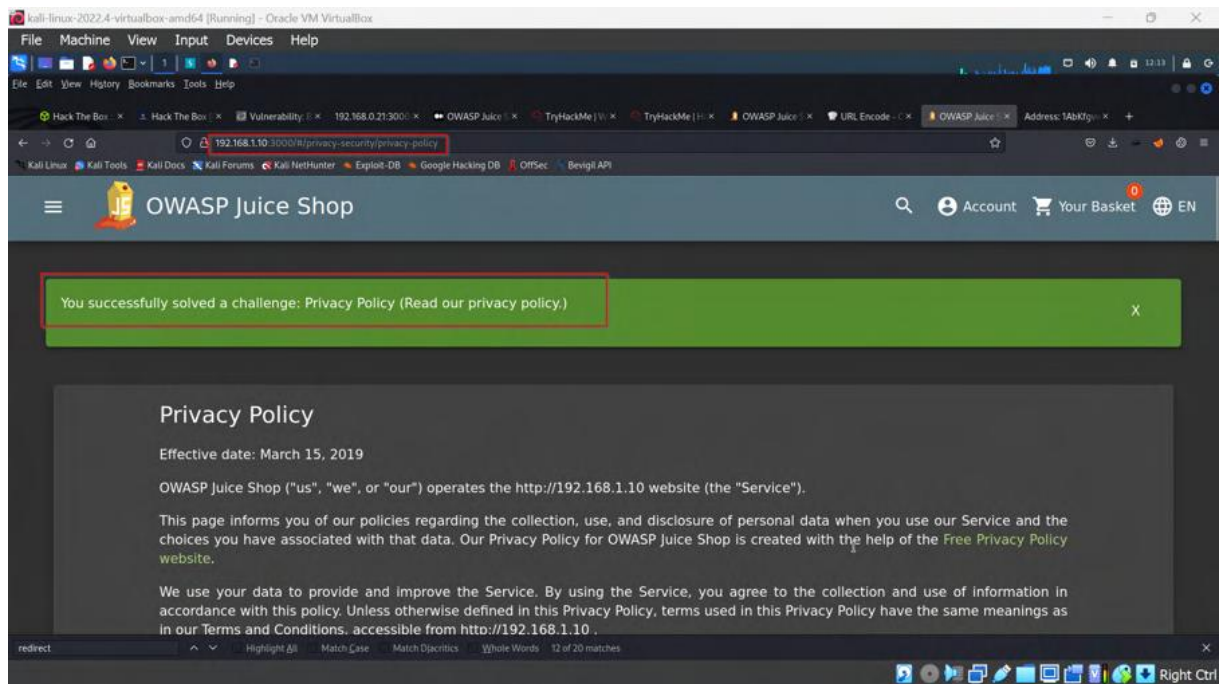 kali-linux-2022.4-virtualbox-amd64 [Running] - Oracle VM VirtualBox
File Machine View Input Devices Help
1 12:13
File Edit View History Bookmarks Tools Help
Hack The Box Hack The Box Vulnerability: 192.168.0.21:3000 OWASP Juice S TryHackMe | TryHackMe | OWASP Juice S URL Encode - OWASP Juice S Address: +
192.168.1.10:3000/#/privacy-security/privacy-policy
Kali Linux Kali Tools Kali Docs Kali Forums Kali NetHunter Exploit-DB Google Hacking DB OffSec Bevigil API
OWASP Juice Shop Account Your Basket 0 EN
You successfully solved a challenge: Privacy Policy (Read our privacy policy.) X
Privacy Policy
Effective date: March 15, 2019
OWASP Juice Shop ("us", "we", or "our") operates the http://192.168.1.10 website (the "Service").
This page informs you of our policies regarding the collection, use, and disclosure of personal data when you use our Service and the
choices you have associated with that data. Our Privacy Policy for OWASP Juice Shop is created with the help of the Free Privacy Policy
website.
We use your data to provide and improve the Service. By using the Service, you agree to the collection and use of information in
accordance with this policy. Unless otherwise defined in this Privacy Policy, terms used in this Privacy Policy have the same meanings as
in our Terms and Conditions, accessible from http://192.168.1.10 .
redirect Highlight All Match Case Match Diacritics Whole Words 12 of 20 matches
Right Ctrl